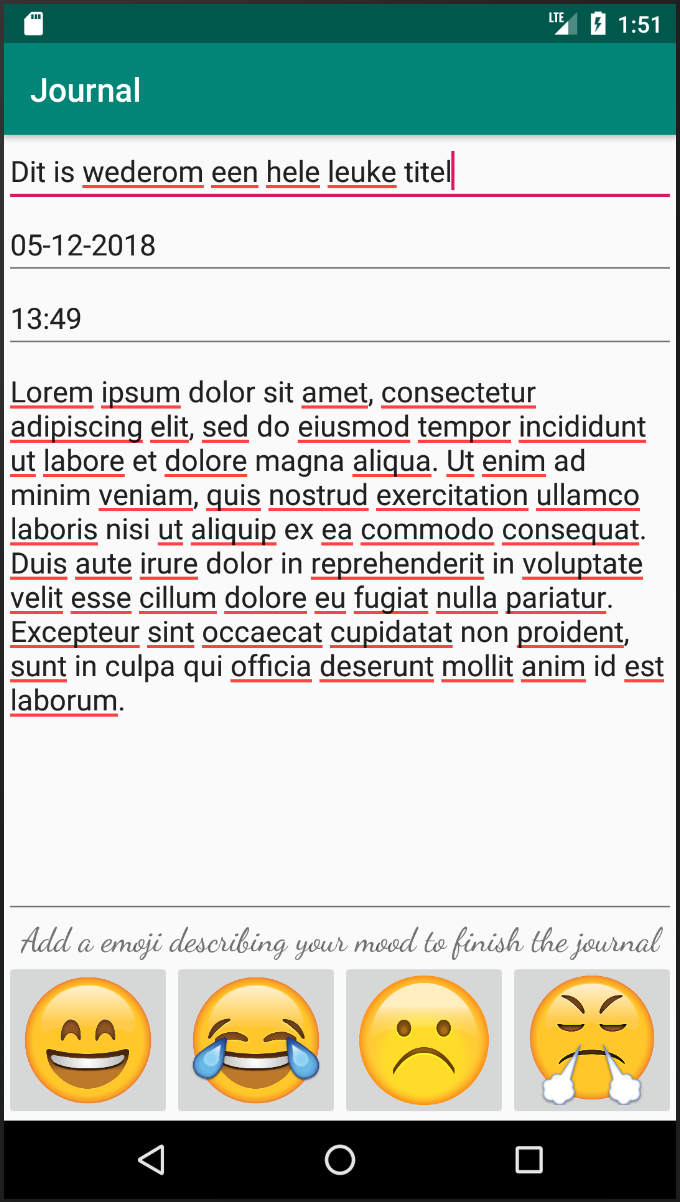 LTE 1:51
Journal
Dit is wederom een hele leuke titel
05-12-2018
13:49
Lorem ipsum dolor sit amet, consectetur
adipiscing elit, sed do eiusmod tempor incididunt
ut labore et dolore magna aliqua. Ut enim ad
minim veniam, quis nostrud exercitation ullamco
laboris nisi ut aliquip ex ea commodo consequat.
Duis aute irure dolor in reprehenderit in voluptate
velit esse cillum dolore eu fugiat nulla pariatur.
Excepteur sint occaecat cupidatat non proident,
sunt in culpa qui officia deserunt mollit anim id est
laborum.
Add a emoji describing your mood to finish the journal